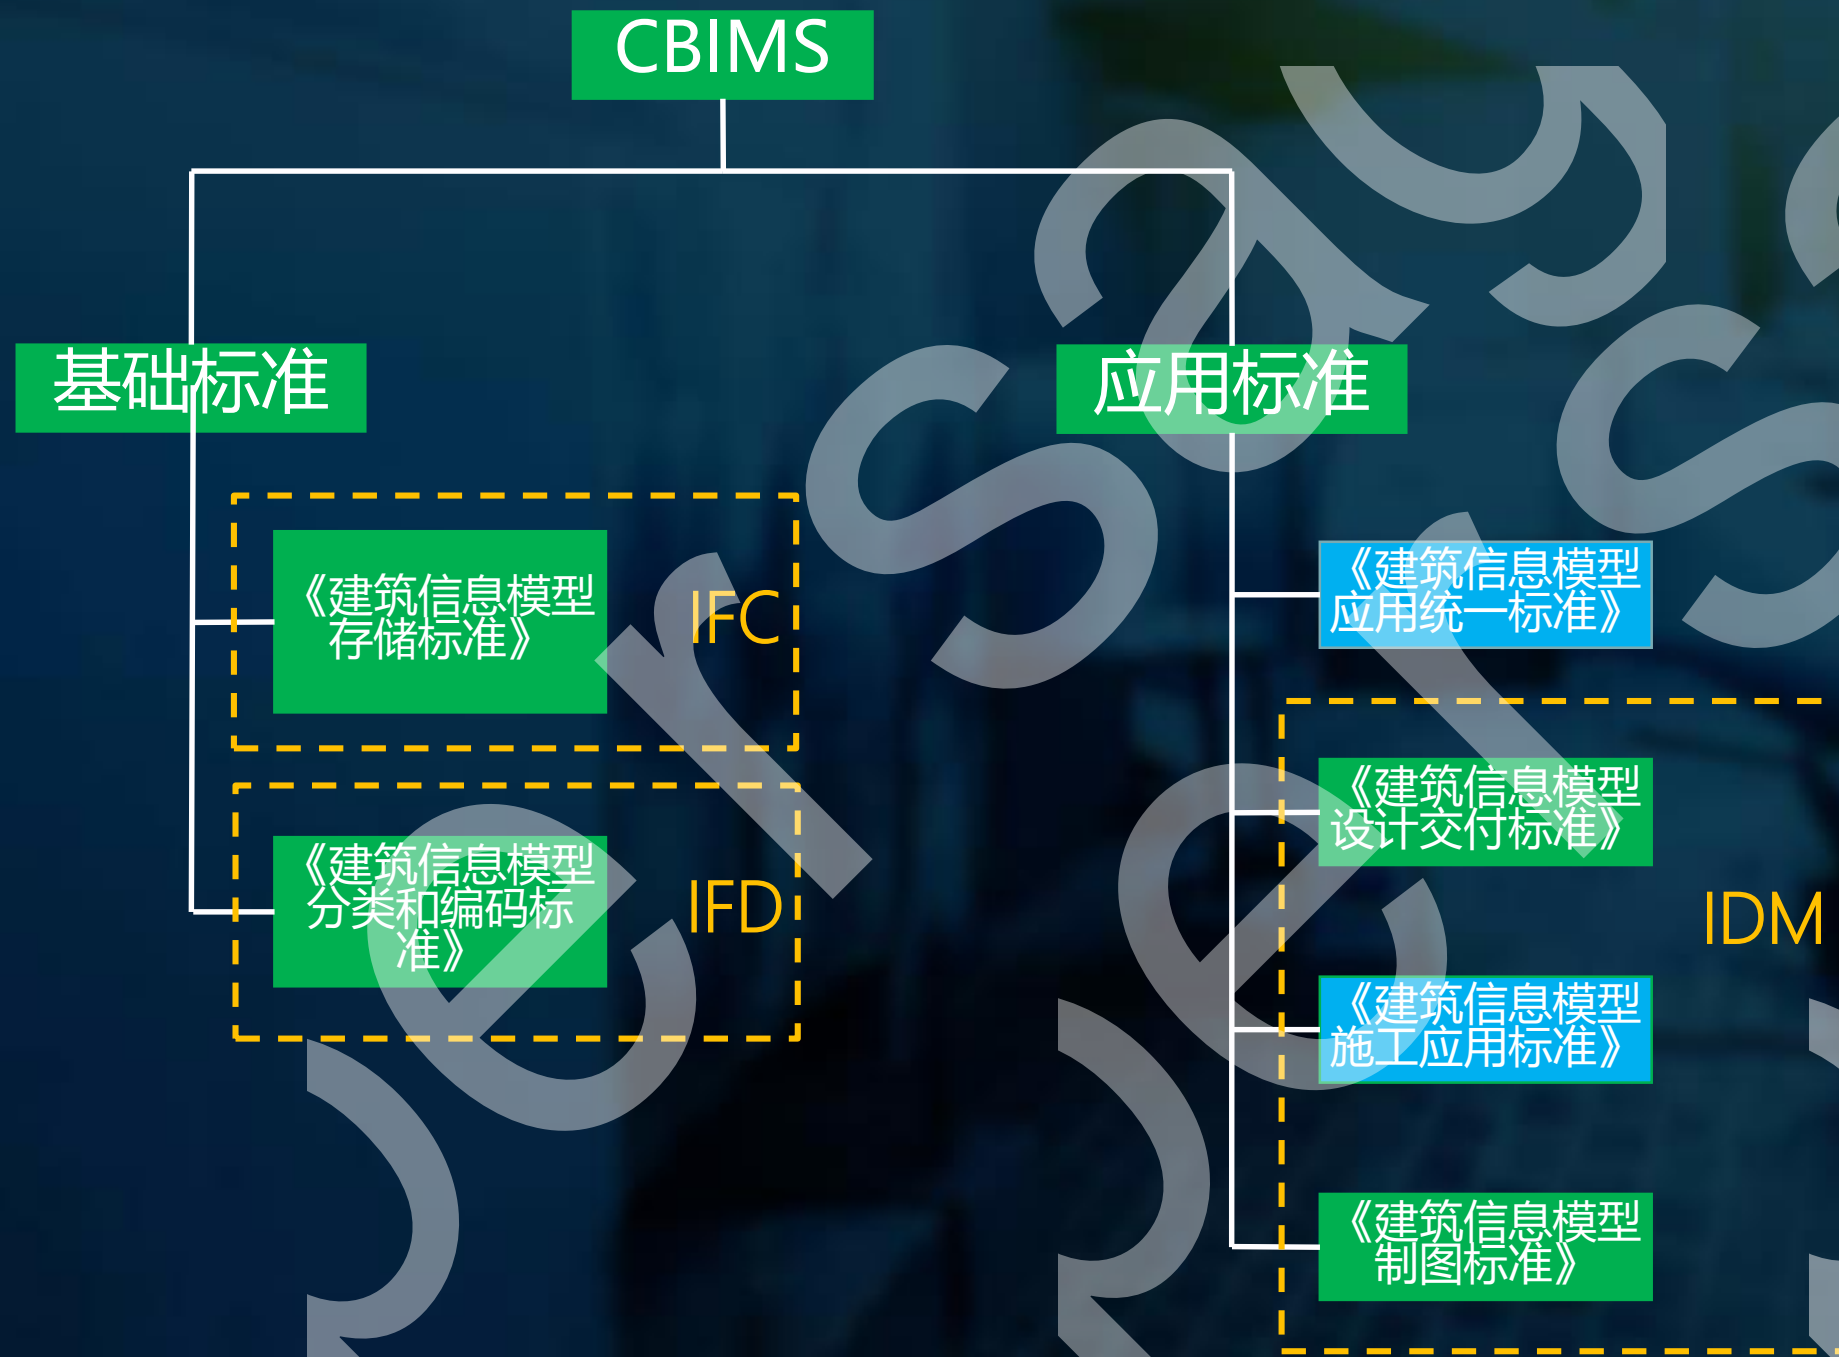 CBIMS
基础标准
应用标准
《建筑信息模型
存储标准》
IFC
《建筑信息模型
分类和编码标
准》
IFD
《建筑信息模型
应用统一标准》
《建筑信息模型
设计交付标准》
IDM
《建筑信息模型
施工应用标准》
《建筑信息模型
制图标准》